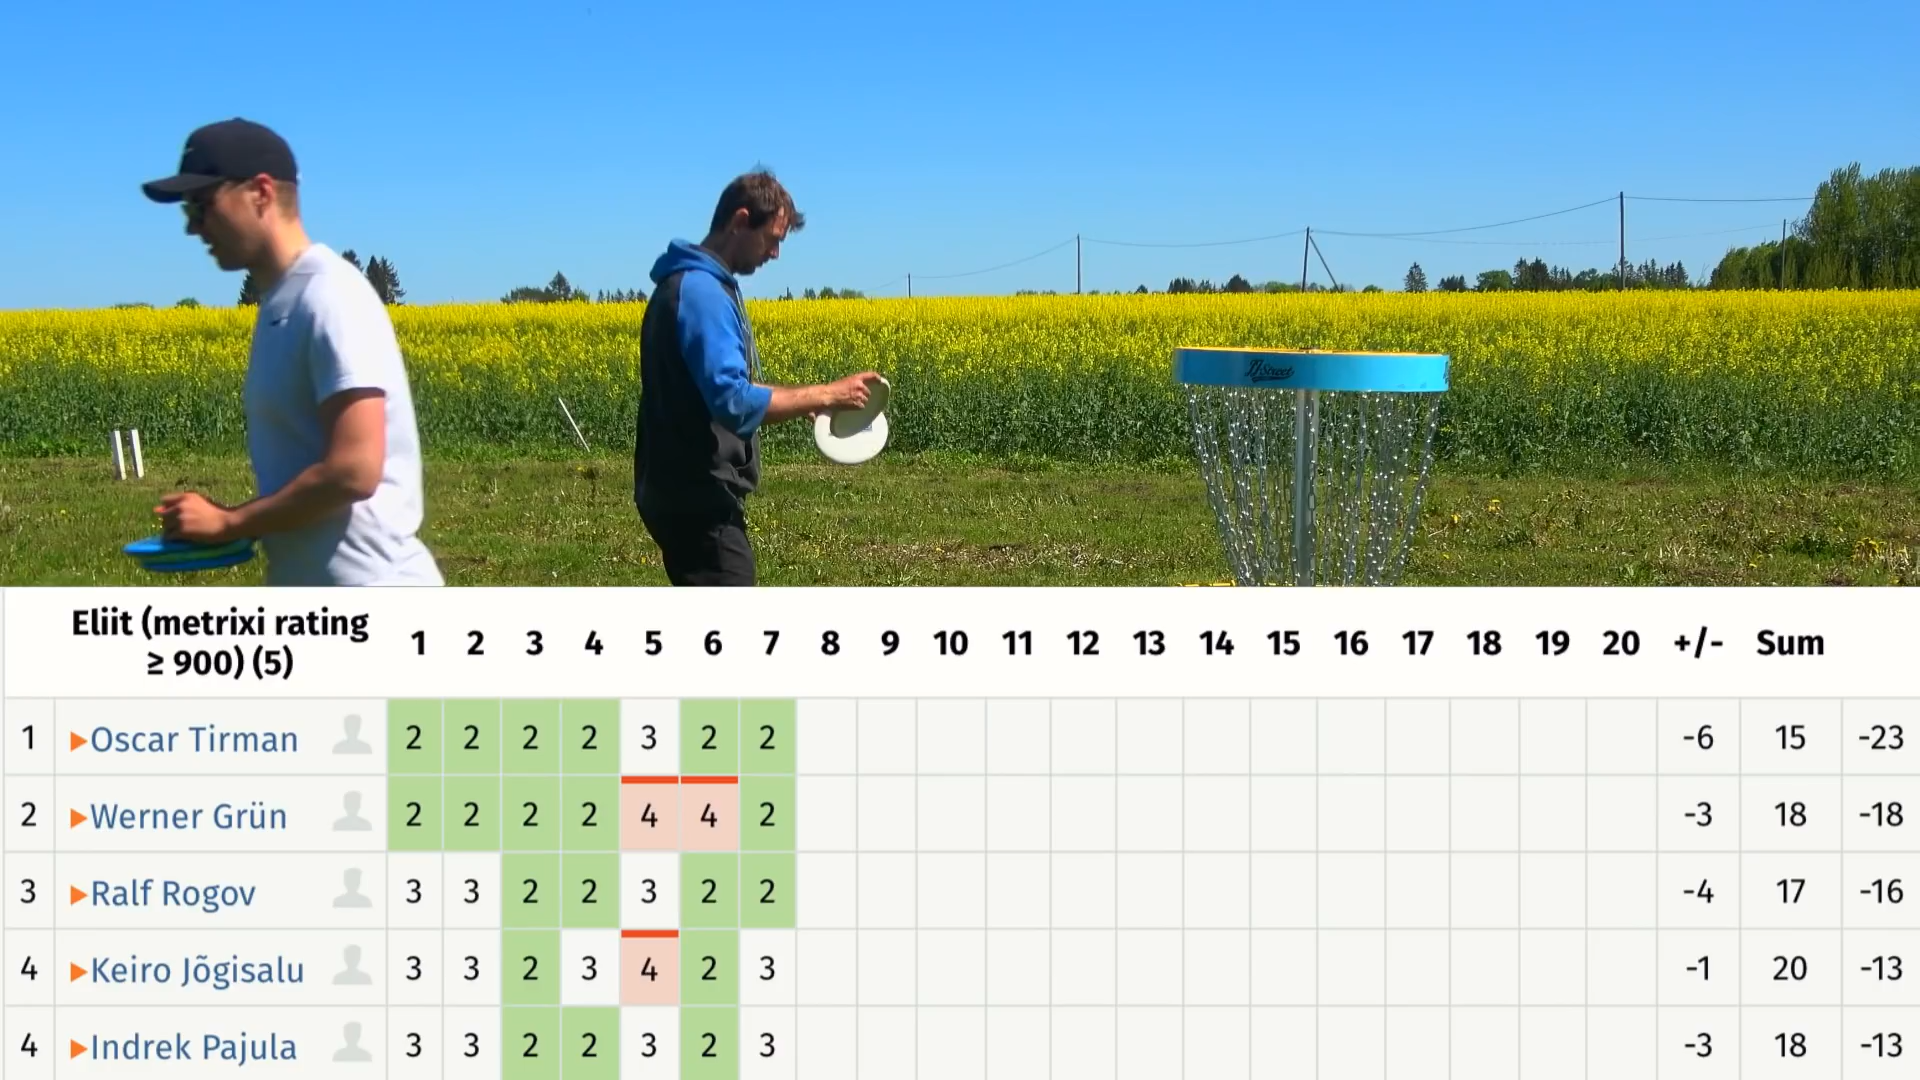 JJ Street
Eliit (metrixi rating
≥ 900) (5) 1 2 3 4 5 6 7 8 9 10 11 12 13 14 15 16 17 18 19 20 +/- Sum
1 Oscar Tirman 2 2 2 2 3 2 2 -6 15 -23
2 Werner Grün 2 2 2 2 4 4 2 -3 18 -18
3 Ralf Rogov 3 3 2 2 3 2 2 -4 17 -16
4 Keiro Jõgisalu 3 3 2 3 4 2 3 -1 20 -13
4 Indrek Pajula 3 3 2 2 3 2 3 -3 18 -13